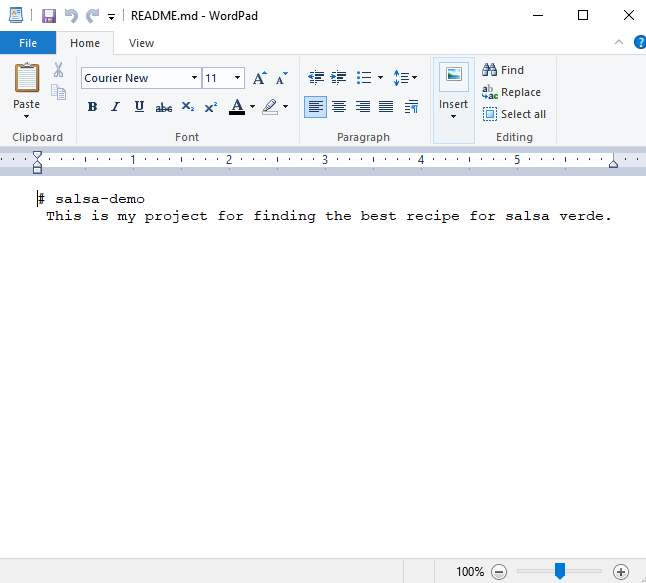 README.md - WordPad
File Home View
Paste
Clipboard
Courier New 11
B I U abc X₂ X²
A
Font
Paragraph
Insert
Find
Replace
Select all
Editing
1 2 3 4 5
# salsa-demo
This is my project for finding the best recipe for salsa verde.
100%